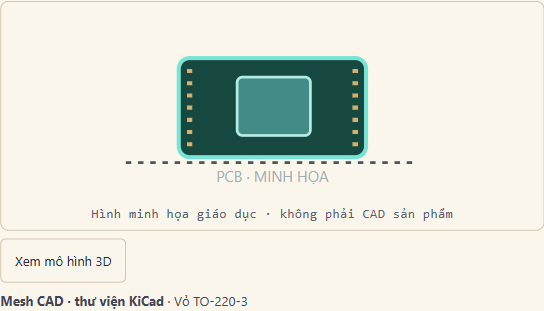 PCB · MINH HỌA
Hình minh họa giáo dục · không phải CAD sản phẩm
Xem mô hình 3D
Mesh CAD · thư viện KiCad · Vỏ TO-220-3